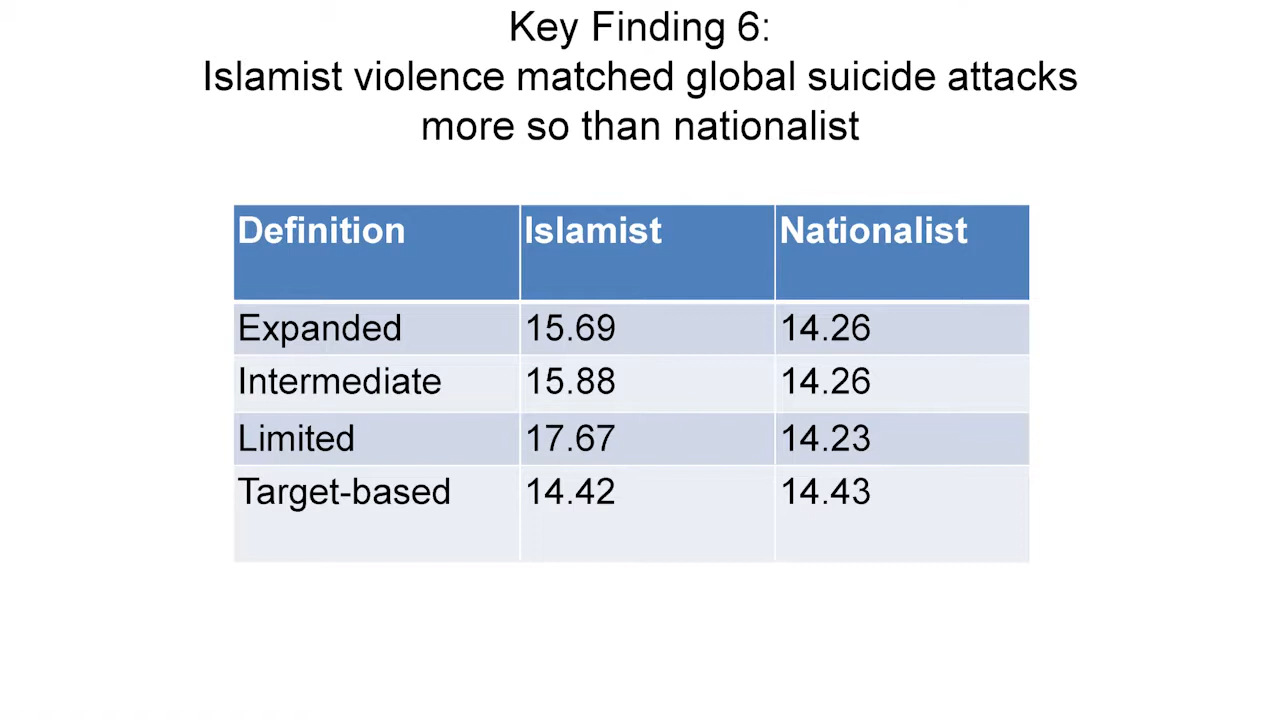 Key Finding 6:
Islamist violence matched global suicide attacks
more so than nationalist
Definition Islamist Nationalist
Expanded 15.69 14.26
Intermediate 15.88 14.26
Limited 17.67 14.23
Target-based 14.42 14.43